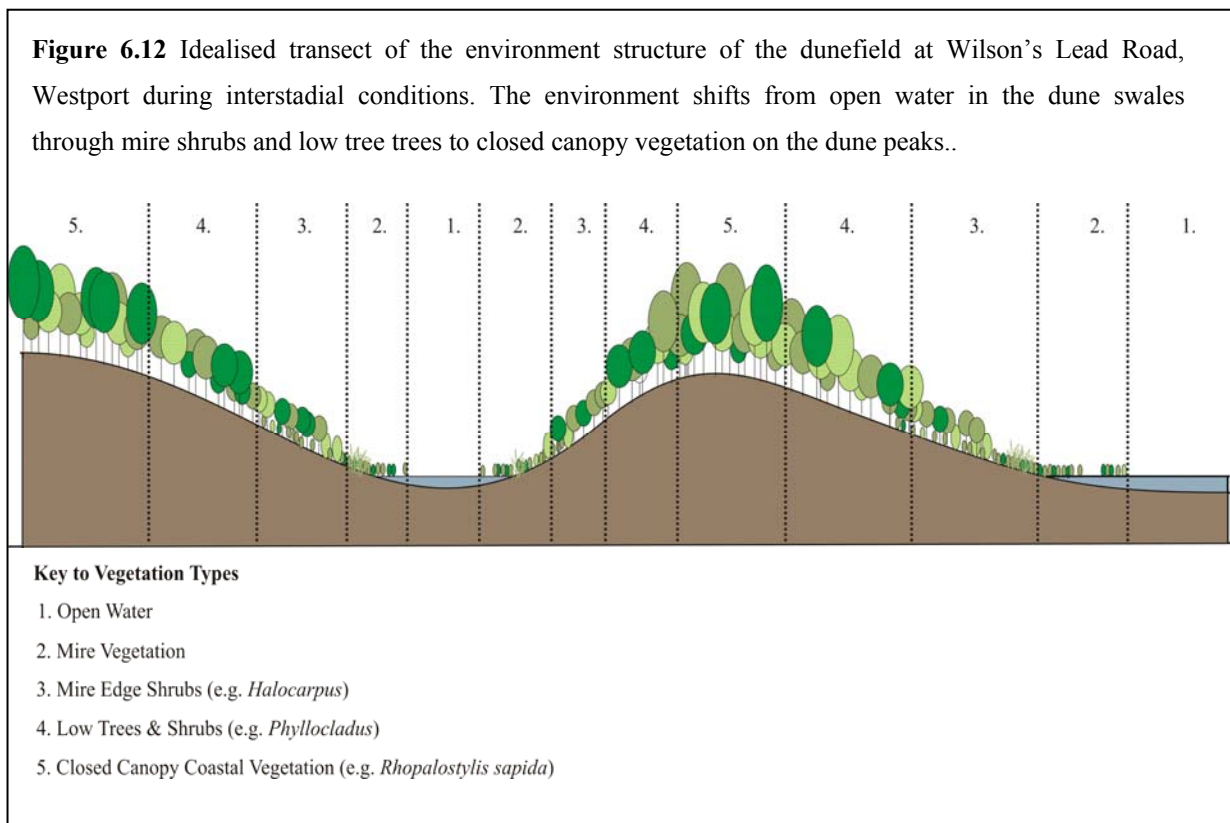 Figure 6.12 Idealised transect of the environment structure of the dunefield at Wilson’s Lead Road,
Westport during interstadial conditions. The environment shifts from open water in the dune swales
through mire shrubs and low tree trees to closed canopy vegetation on the dune peaks..
5. 4. 3. 2. 1. 2. 3. 4. 5. 4. 3. 2. 1.
Key to Vegetation Types
1. Open Water
2. Mire Vegetation
3. Mire Edge Shrubs (e.g. Halocarpus)
4. Low Trees & Shrubs (e.g. Phyllocladus)
5. Closed Canopy Coastal Vegetation (e.g. Rhopalostylis sapida)